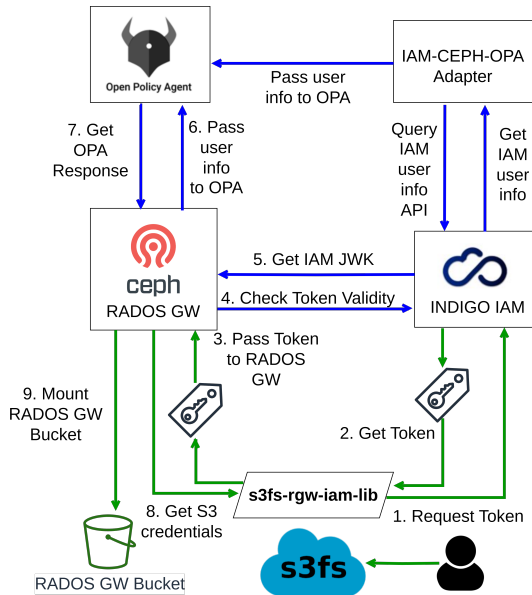 Open Policy Agent
IAM-CEPH-OPA
Adapter
Pass user
info to OPA
7. Get
OPA
Response
6. Pass
user
info
to OPA
Query
IAM
user
info
API
Get
IAM
user
info
ceph
RADOS GW
5. Get IAM JWK
4. Check Token Validity
INDIGO IAM
3. Pass Token
to RADOS
GW
9. Mount
RADOS GW
Bucket
2. Get Token
s3fs-rgw-iam-lib
8. Get S3
credentials
1. Request Token
s3fs
RADOS GW Bucket